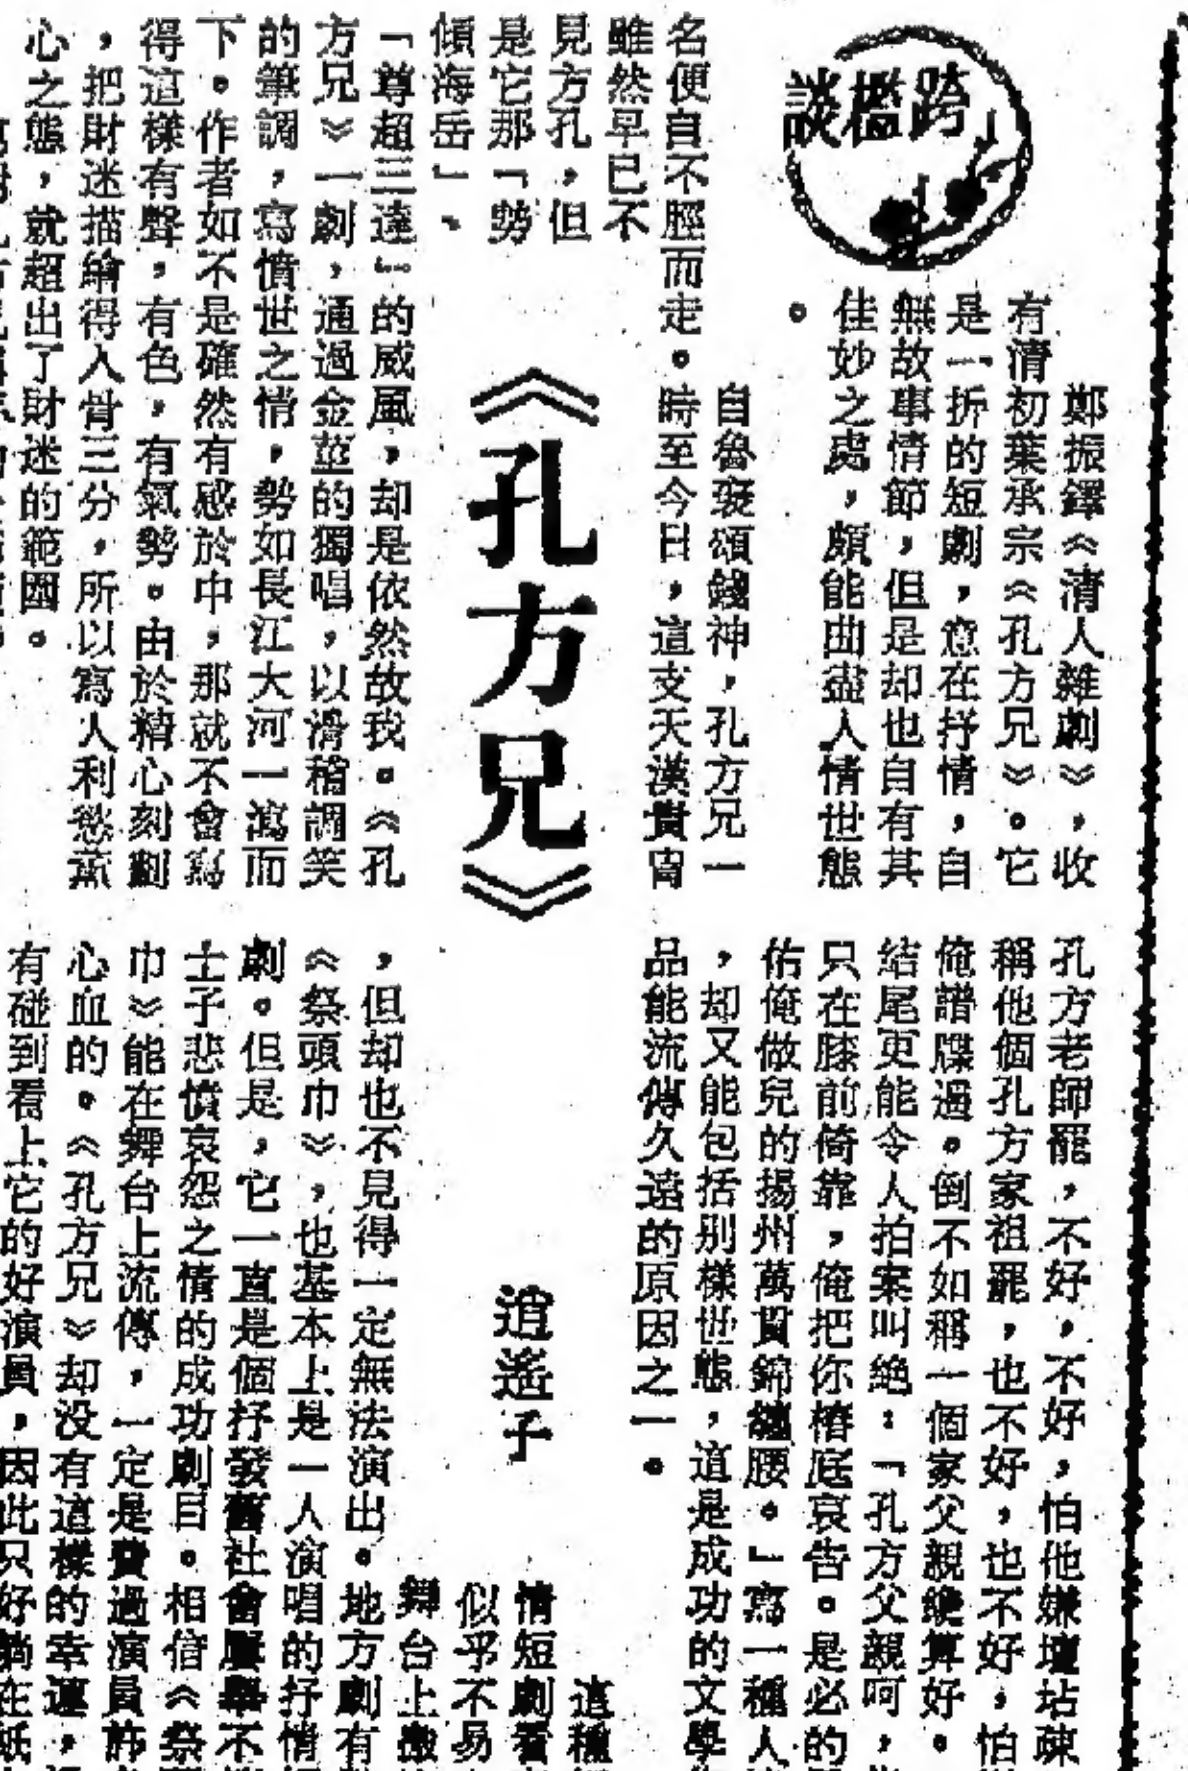 跨檻談
《孔方兄》
逍遙子
鄭振鐸《清人雜劇》，收
有清初葉承宗《孔方兄》。它
是一折的短劇，意在抒情，自
無故事情節，但是却也自有其
佳妙之處，頗能曲盡人情世態
。
自魯褒頌錢神，孔方兄一
名便自不脛而走。時至今日，這支天漢貴胄
雖然早已不
見方孔，但
是它那「勢
傾海岳」、
「尊超三達」的威風，却是依然故我。《孔
方兄》一劇，通過金莖的獨唱，以滑稽調笑
的筆調，寫憤世之情，勢如長江大河一瀉而
下。作者如不是確然有感於中，那就不會寫
得這樣有聲，有色，有氣勢。由於精心刻劃
，把財迷描繪得入骨三分，所以寫人利慾薰
心之態，就超出了財迷的範圍。
孔方老師罷，不好，不好，怕他嫌壇坫疎
稱他個孔方家祖罷，也不好，也不好，怕
俺譜牒遏。倒不如稱一個家父親纔算好。
結尾更能令人拍案叫絶：「孔方父親呵，
只在膝前倚靠，俺把你椿庭哀告。是必的
佑俺做兒的揚州萬貫錦纏腰。」寫一種人
，却又能包括别樣世態，這是成功的文學
品能流傳久遠的原因之一。
這種
情短劇看
似乎不易
舞台上搬
，但却也不見得一定無法演出。地方劇有
《祭頭巾》，也基本上是一人演唱的抒情
劇。但是，它一直是個抒發舊社會屢舉不
士子悲憤哀怨之情的成功劇目。相信《祭
巾》能在舞台上流傳，一定是費過演員許
心血的。《孔方兄》却没有這樣的幸運，
有碰到看上它的好演員，因此只好躺在紙